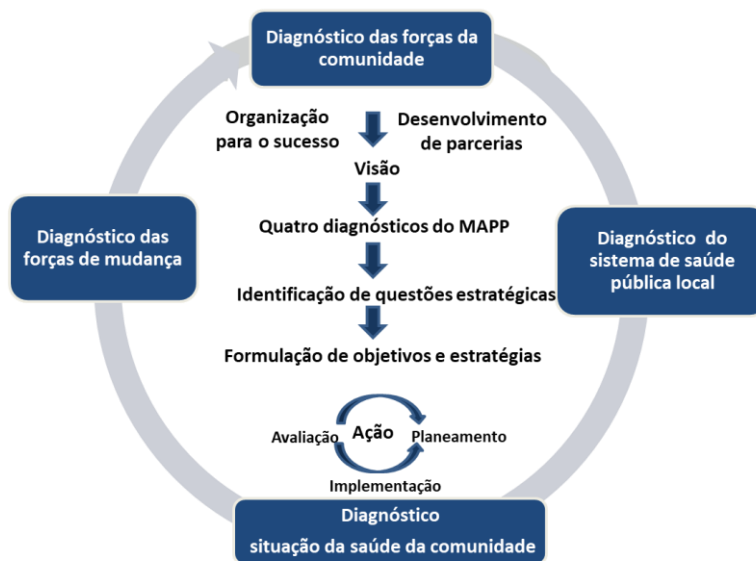 Diagnóstico das forças da
comunidade
Organização
para o sucesso
Desenvolvimento
de parcerias
Visão
Quatro diagnósticos do MAPP
Diagnóstico das
forças de mudança
Diagnóstico do
sistema de saúde
pública local
Identificação de questões estratégicas
Formulação de objetivos e estratégias
Avaliação
Ação
Planeamento
Implementação
Diagnóstico
situação da saúde da comunidade